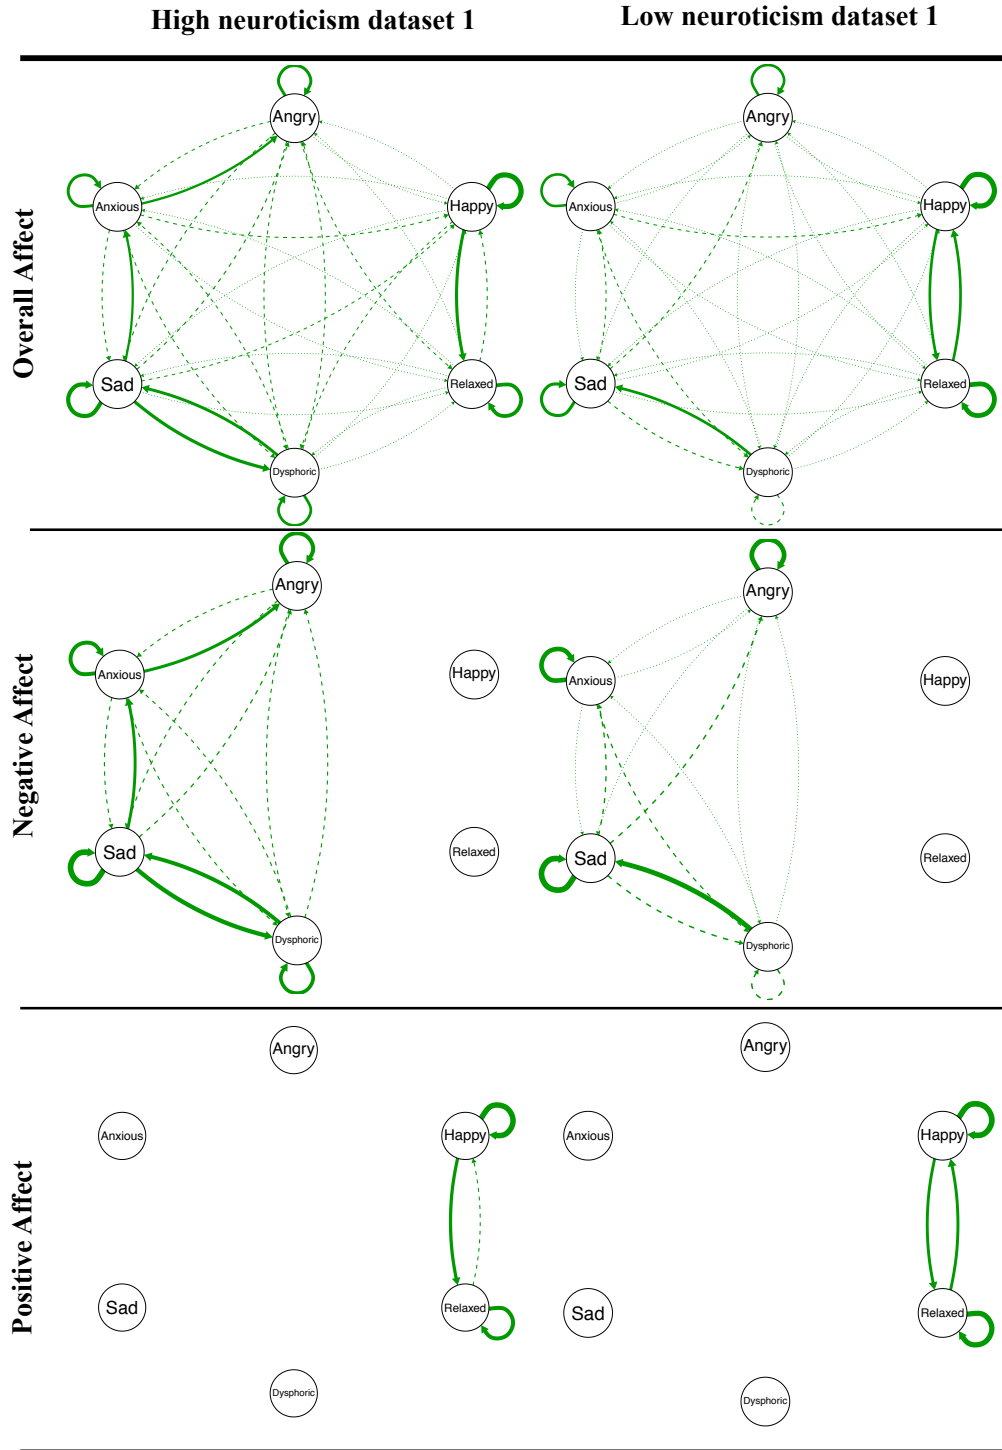 High neuroticism dataset 1
Low neuroticism dataset 1
Overall Affect
Angry
Anxious
Happy
Sad
Relaxed
Dysphoric
Angry
Anxious
Happy
Sad
Relaxed
Dysphoric
Negative Affect
Angry
Anxious
Happy
Sad
Relaxed
Dysphoric
Angry
Anxious
Happy
Sad
Relaxed
Dysphoric
Positive Affect
Angry
Anxious
Happy
Sad
Relaxed
Dysphoric
Angry
Anxious
Happy
Sad
Relaxed
Dysphoric